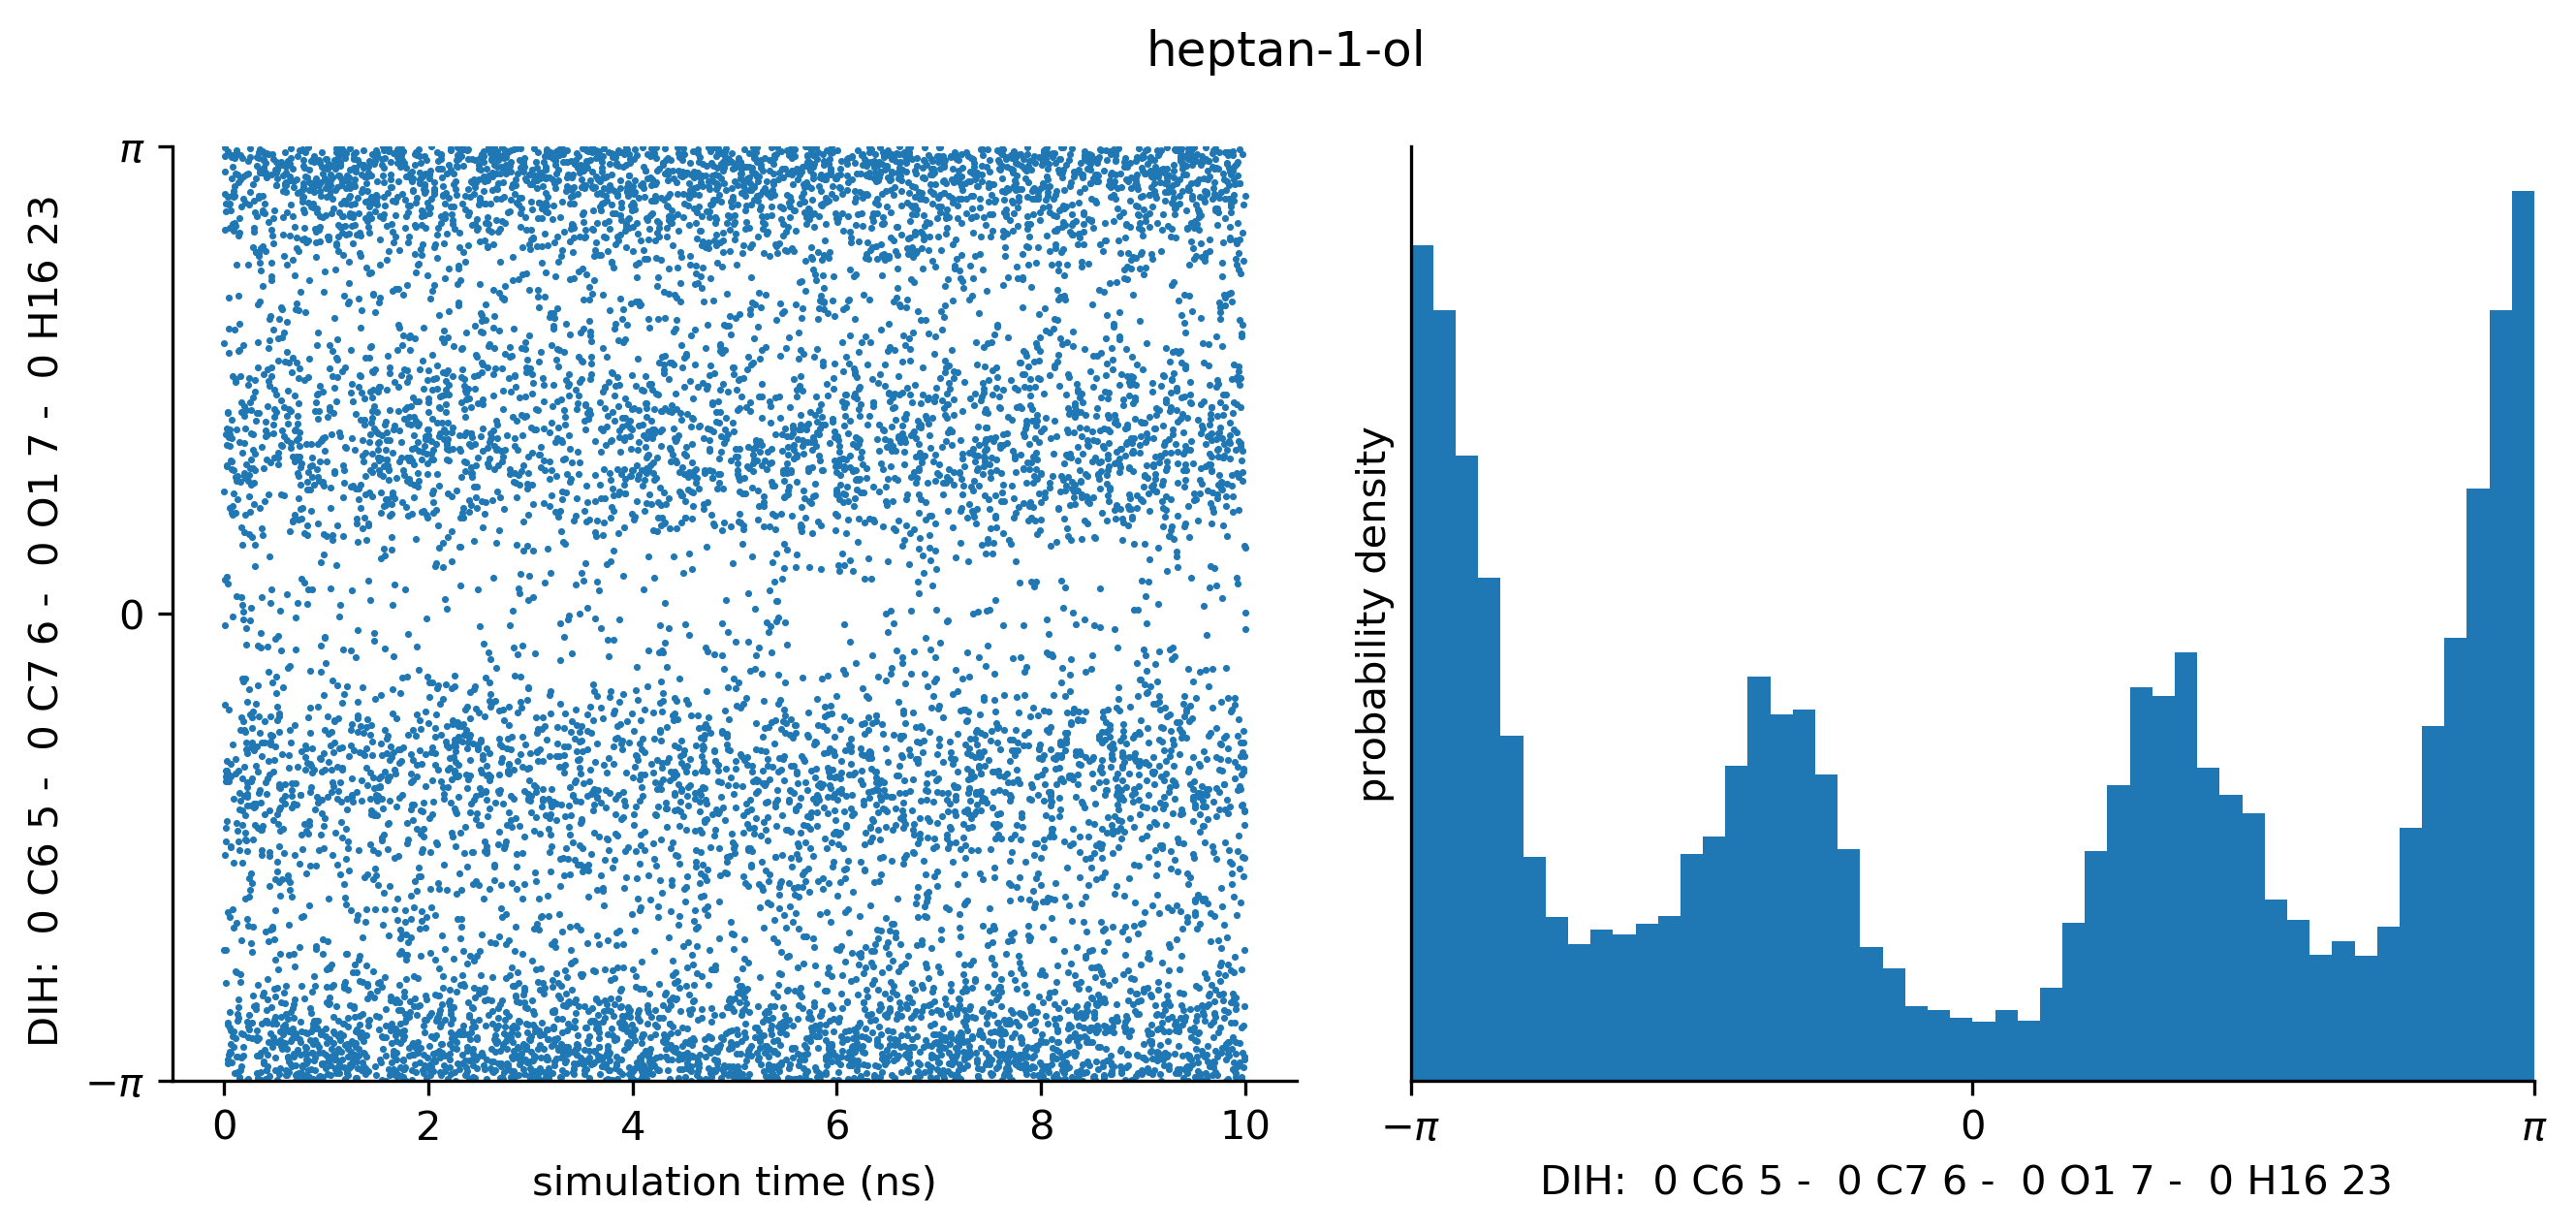 heptan-1-ol
DIH:  0 C6 5 -  0 C7 6 -  0 O1 7 -  0 H16 23
π
0
−π
0 2 4 6 8 10
simulation time (ns)
probability density
−π 0 π
DIH:  0 C6 5 -  0 C7 6 -  0 O1 7 -  0 H16 23